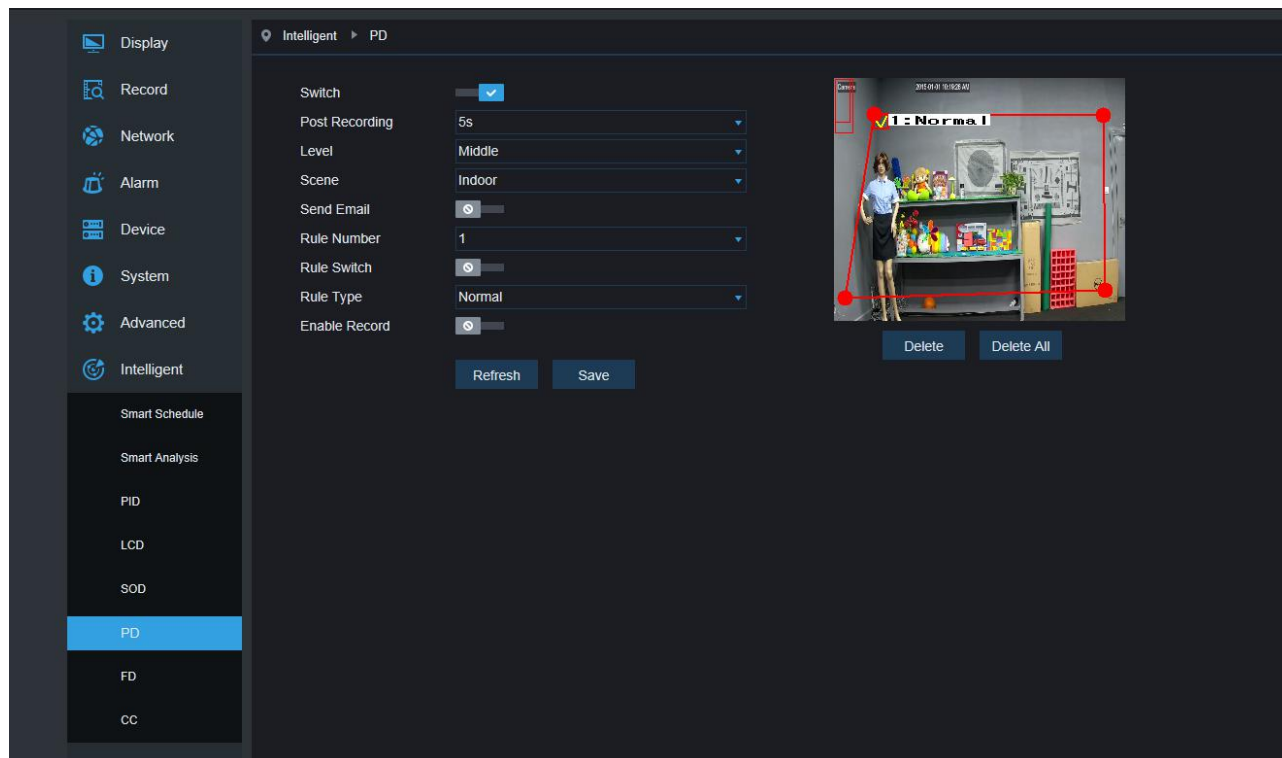 Display
Record
Network
Alarm
Device
System
Advanced
Intelligent
Smart Schedule
Smart Analysis
PID
LCD
SOD
PD
FD
CC
Intelligent PD
Switch
Post Recording 5s
Level Middle
Scene Indoor
Send Email
Rule Number 1
Rule Switch
Rule Type Normal
Enable Record
Refresh Save
Camera
1:Normal
Delete Delete All